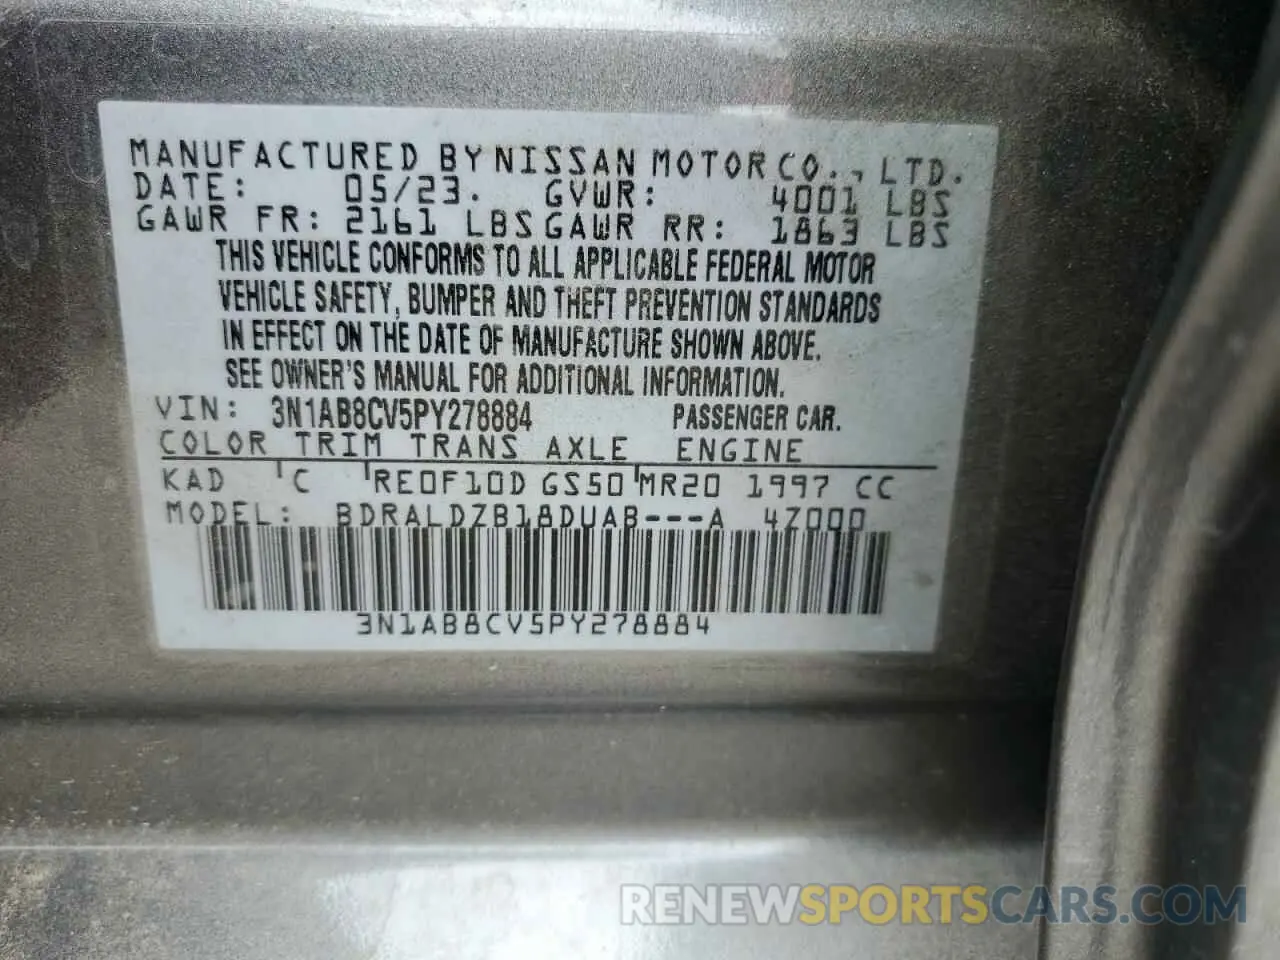 MANUFACTURED BY NISSAN MOTOR CO., LTD.
DATE: 05/23. GVWR: 4001 LBS
GAWR FR: 2161 LBS GAWR RR: 1863 LBS
THIS VEHICLE CONFORMS TO ALL APPLICABLE FEDERAL MOTOR
VEHICLE SAFETY, BUMPER AND THEFT PREVENTION STANDARDS
IN EFFECT ON THE DATE OF MANUFACTURE SHOWN ABOVE.
SEE OWNER'S MANUAL FOR ADDITIONAL INFORMATION.
VIN: 3N1AB8CV5PY278884 PASSENGER CAR.
COLOR TRIM TRANS AXLE ENGINE
KAD C RE0F10D GS50 MR20 1997 CC
MODEL: BDRALDZB18DUAB---A 4Z000
3N1AB8CV5PY278884
RENEWSPORTSCARS.COM